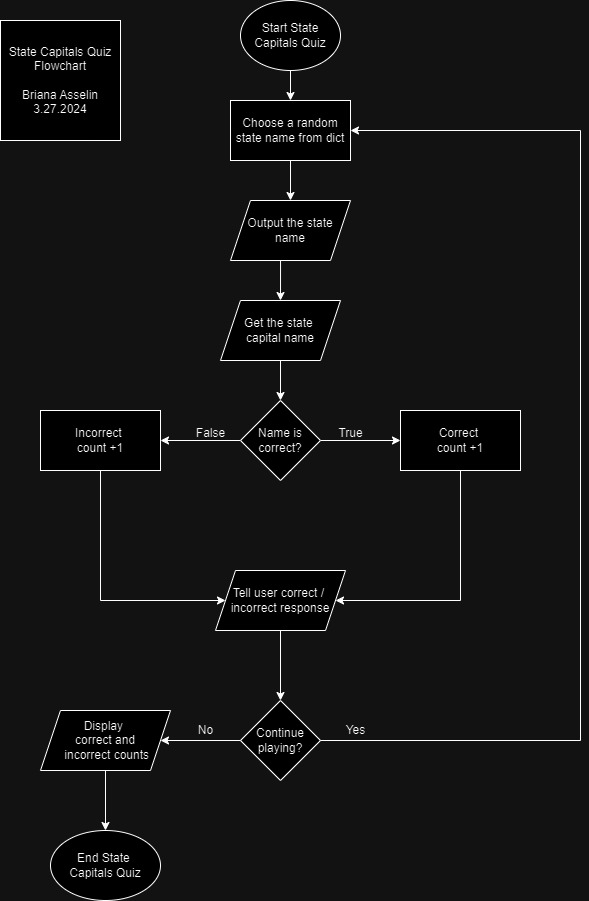 State Capitals Quiz
Flowchart
Briana Asselin
3.27.2024
Start State
Capitals Quiz
Choose a random
state name from dict
Output the state
name
Get the state
capital name
Name is
correct?
False
True
Incorrect
count +1
Correct
count +1
Tell user correct /
incorrect response
Continue
playing?
No
Yes
Display
correct and
incorrect counts
End State
Capitals Quiz